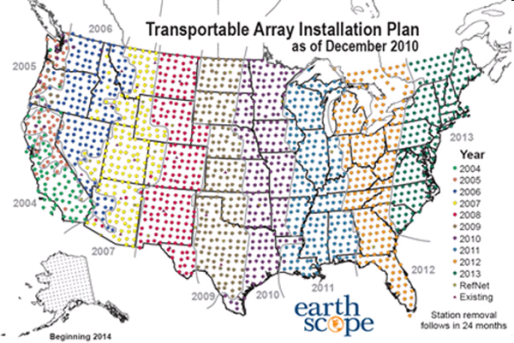 Transportable Array Installation Plan
as of December 2010
2006
2005
2004
2007
2009
2010
2011
2012
2013
Year
2004
2005
2006
2007
2008
2009
2010
2011
2012
2013
RefNet
Existing
Beginning 2014
earth
scope
Station removal
follows in 24 months